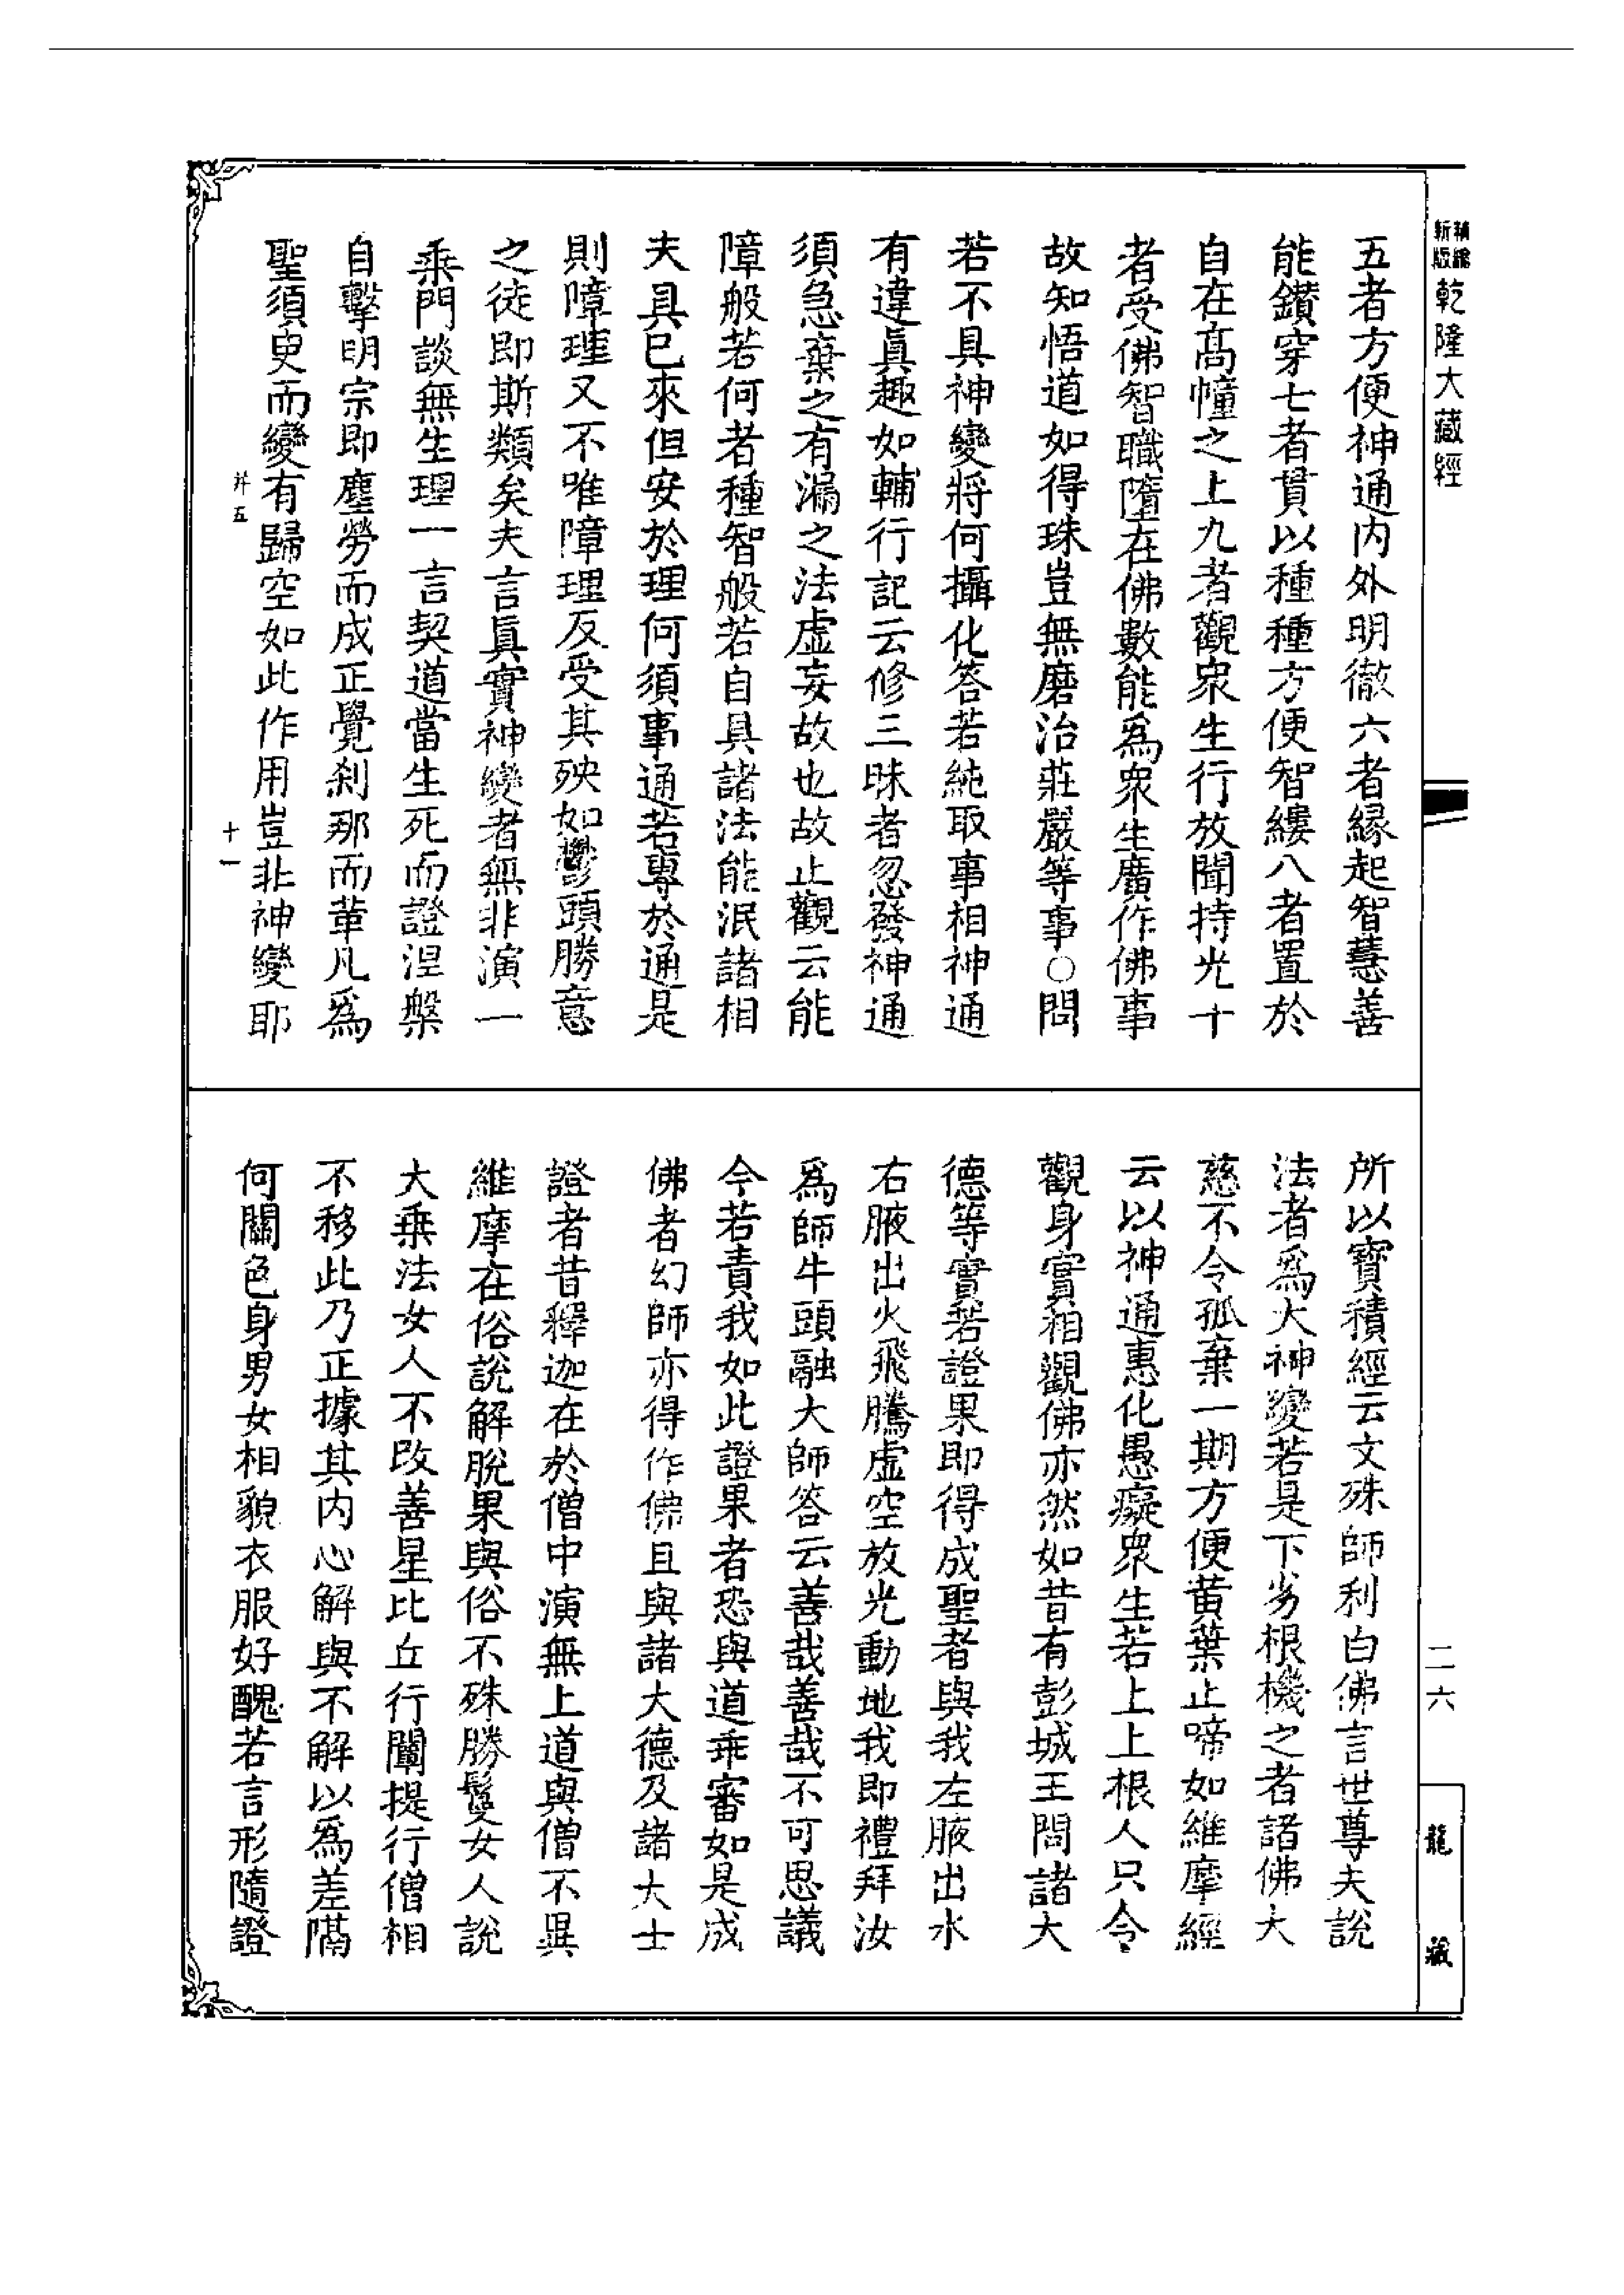 新版精縮乾隆大藏經
五者方便神通內外明徹六者緣起智慧善
能鑽穿七者貫以種種方便智縷八者置於
自在高幢之上九者觀衆生行放聞持光十
者受佛智職墮在佛數能爲衆生廣作佛事
故知悟道如得珠豈無磨治莊嚴等事○問
若不具神變將何攝化答若純取事相神通
有違眞趣如輔行記云修三昧者忽發神通
須急棄之有漏之法虛妄故也故止觀云能
障般若何者種智般若自具諸法能泯諸相
夫具已來但安於理何須事通若專於通是
則障理又不唯障理反受其殃如鬱頭勝意
之徒即斯類矣夫言眞實神變者無非演一
乘門談無生理一言契道當生死而證涅槃
自擊明宗即塵勞而成正覺剎那而革凡爲
聖須臾而變有歸空如此作用豈非神變耶
并五
十一
所以寶積經云文殊師利白佛言世尊夫說
法者爲大神變若是下劣根機之者諸佛大
慈不令孤棄一期方便黃葉止啼如維摩經
云以神通惠化愚癡衆生若上上根人只令
觀身實相觀佛亦然如昔有彭城王問諸大
德等實若證果即得成聖者與我左腋出水
右腋出火飛騰虛空放光動地我即禮拜汝
爲師牛頭融大師答云善哉善哉不可思議
今若責我如此證果者恐與道乖審如是成
佛者幻師亦得作佛且與諸大德及諸大士
證者昔釋迦在於僧中演無上道與僧不異
維摩在俗說解脫果與俗不殊勝鬘女人說
大乘法女人不改善星比丘行闡提行僧相
不移此乃正據其內心解與不解以爲差隔
何關色身男女相貌衣服好醜若言形隨證
二六
龍藏